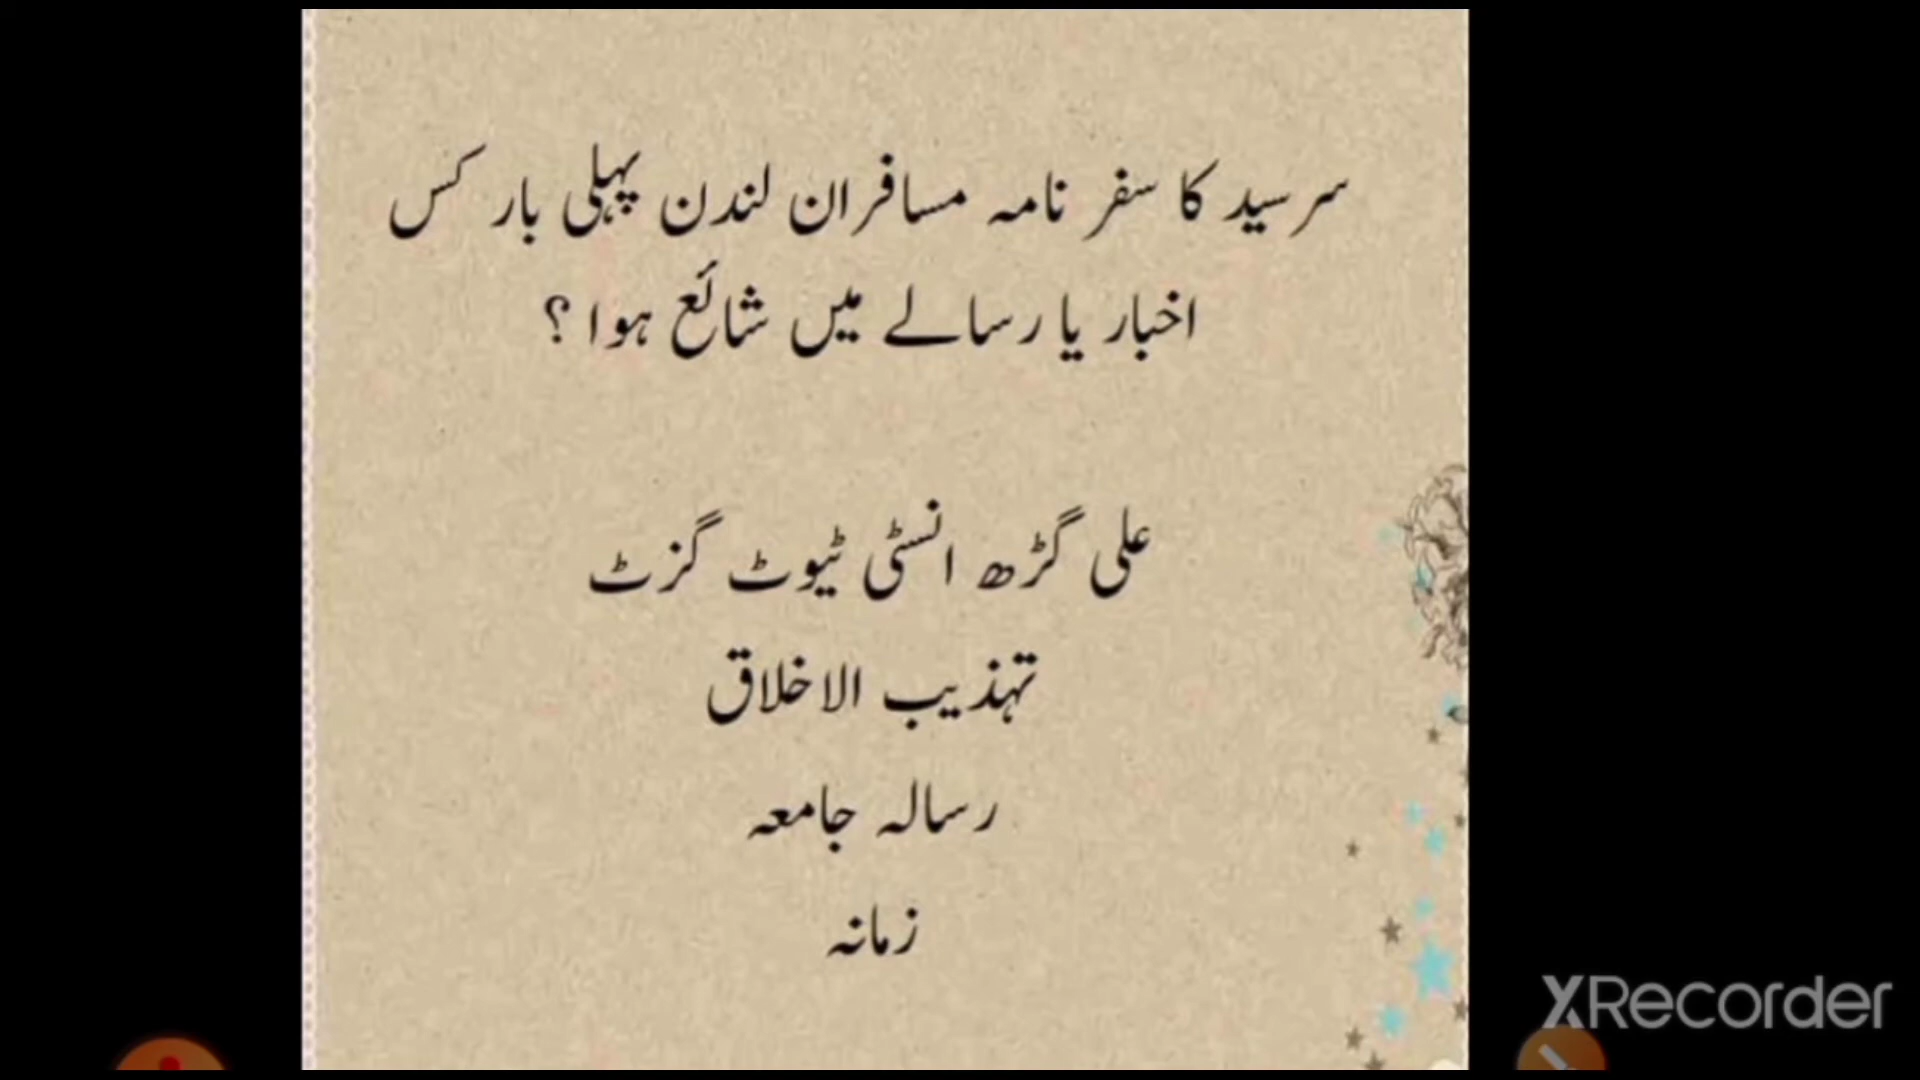 سرسید کا سفر نامہ مسافران لندن پہلی بار کس
اخبار یا رسالے میں شائع ہوا ؟
علی گڑھ انسٹی ٹیوٹ گزٹ
تہذیب الاخلاق
رسالہ جامعہ
زمانہ
XRecorder